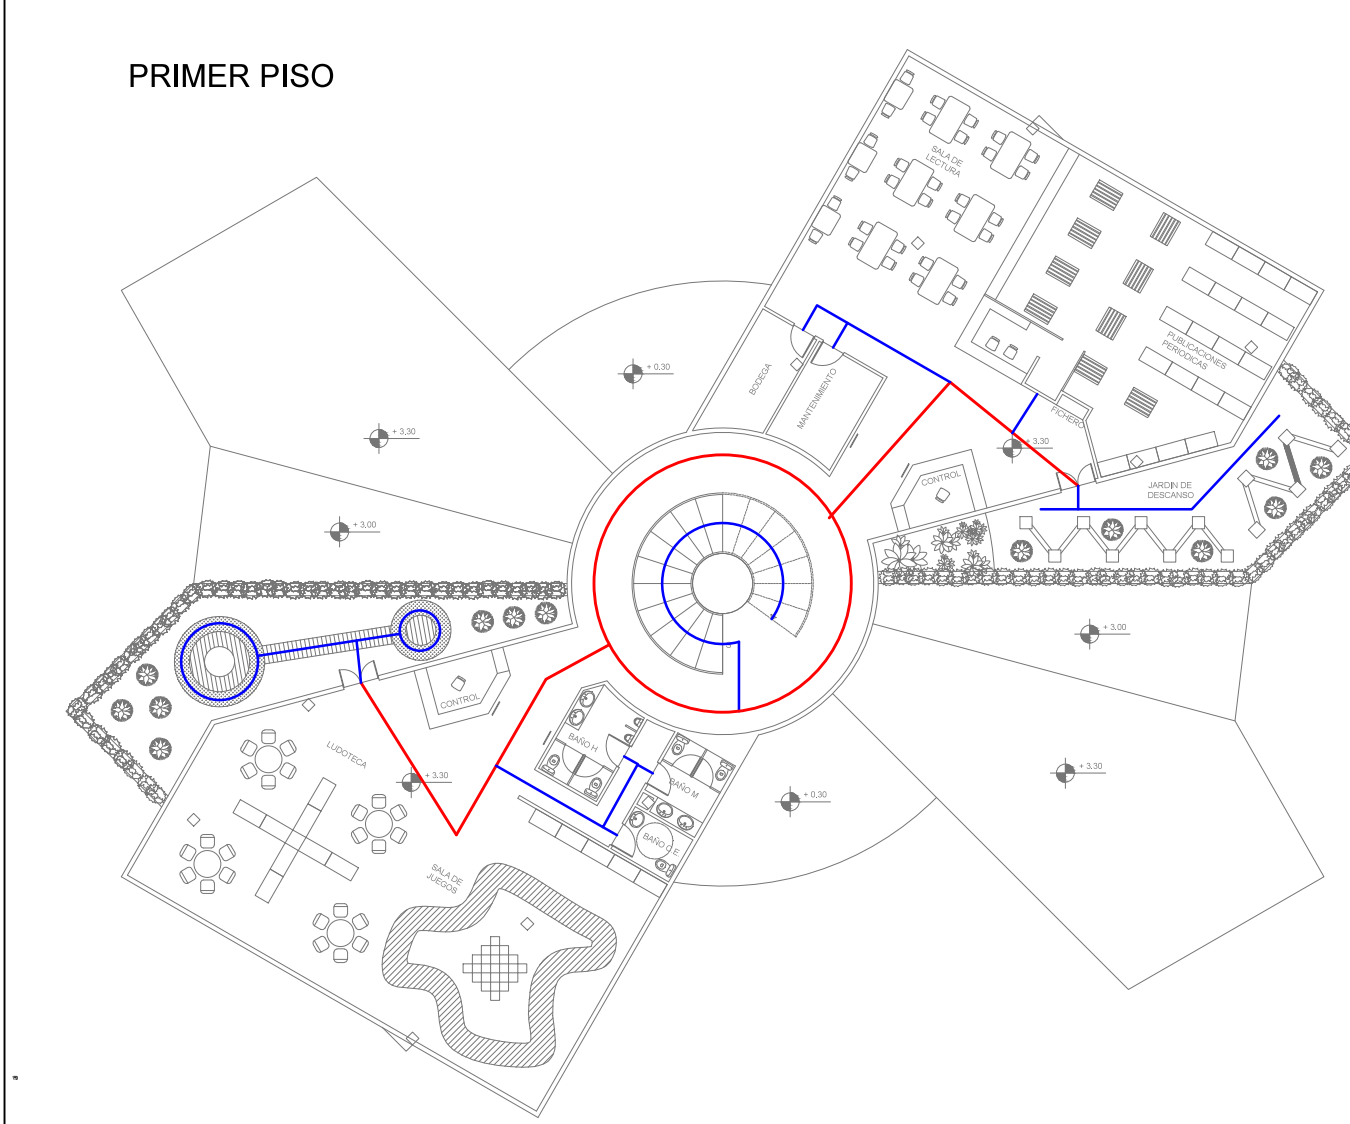 PRIMER PISO
SALA DE
LECTURA
+ 0.30
BODEGA
MANTENIMIENTO
PUBLICACIONES
PERIODICAS
FICHERO
+ 3,30
+ 3.30
CONTROL
JARDIN DE
DESCANSO
+ 3,00
+ 3.00
CONTROL
LUDOTECA
BAÑO H
BAÑO M
BAÑO C.E
+ 3.30
+ 3.30
+ 0,30
SALA DE
JUEGOS